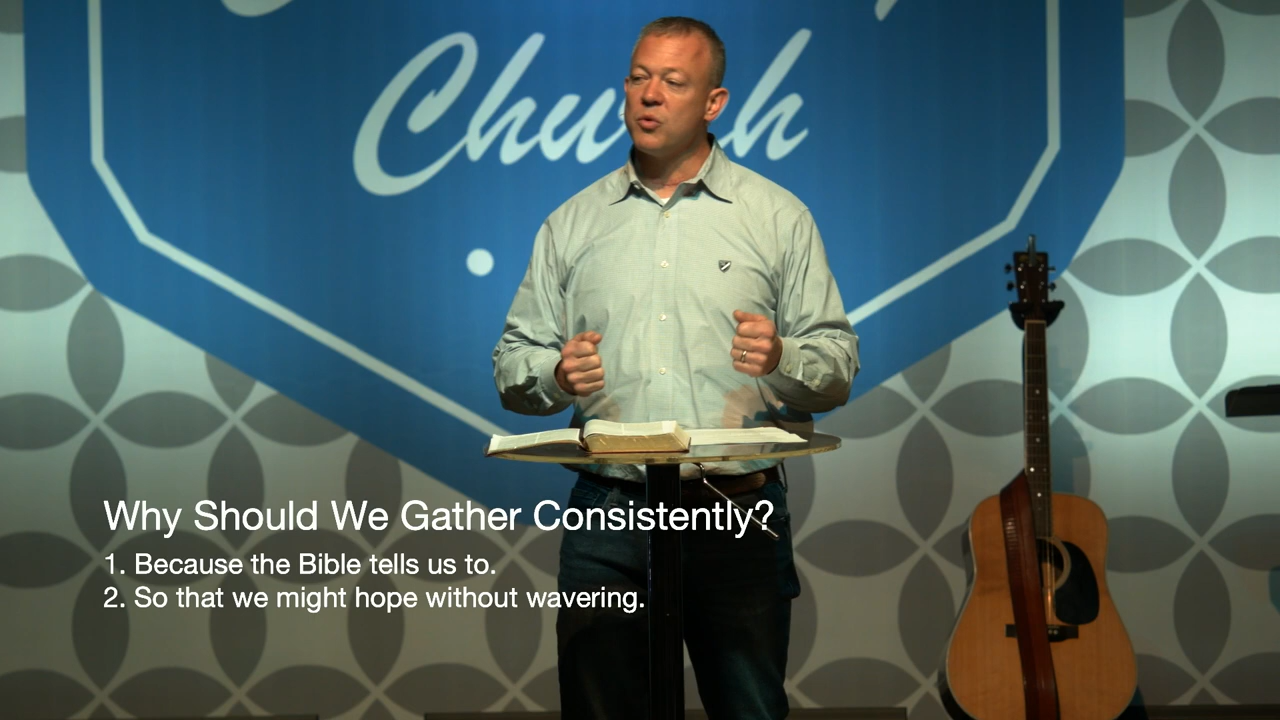 Church
Why Should We Gather Consistently?
1. Because the Bible tells us to.
2. So that we might hope without wavering.